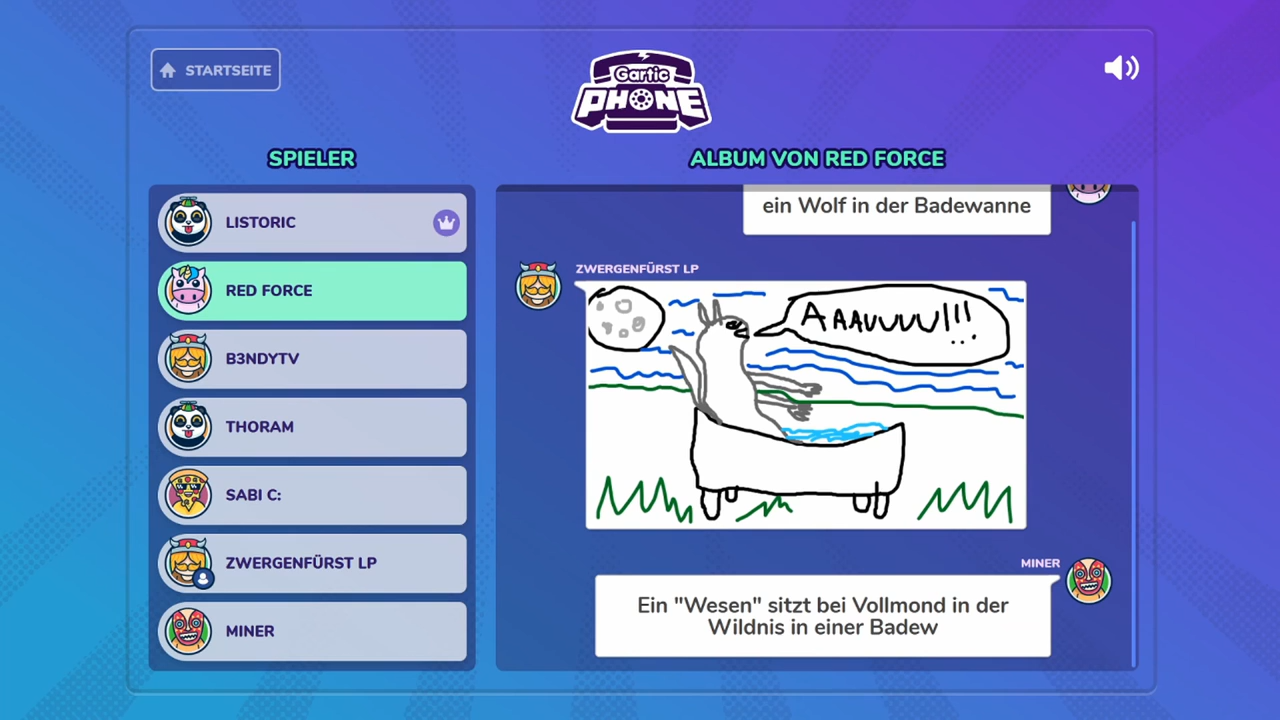 STARTSEITE
Gartic
PHONE
SPIELER
ALBUM VON RED FORCE
LISTORIC
RED FORCE
B3NDYTV
THORAM
SABI C:
ZWERGENFÜRST LP
MINER
ein Wolf in der Badewanne
ZWERGENFÜRST LP
AAAUUUU!!!
...
MINER
Ein "Wesen" sitzt bei Vollmond in der
Wildnis in einer Badew